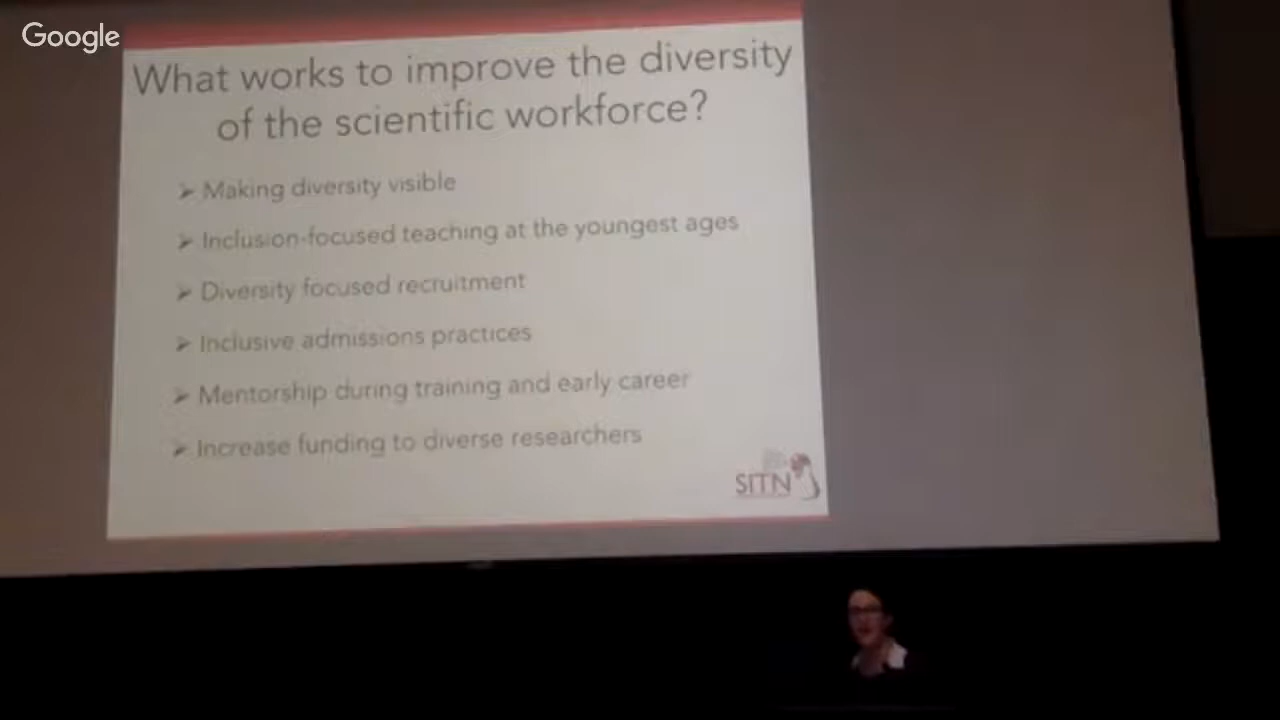 Google
What works to improve the diversity
of the scientific workforce?
➢ Making diversity visible
➢ Inclusion-focused teaching at the youngest ages
➢ Diversity focused recruitment
➢ Inclusive admissions practices
➢ Mentorship during training and early career
➢ Increase funding to diverse researchers
SITN